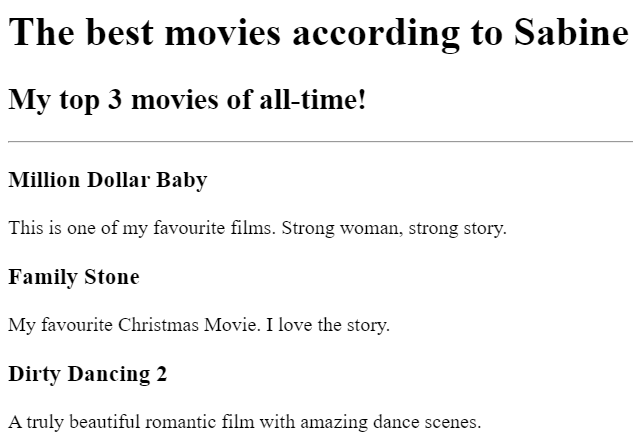 The best movies according to Sabine
My top 3 movies of all-time!
Million Dollar Baby
This is one of my favourite films. Strong woman, strong story.
Family Stone
My favourite Christmas Movie. I love the story.
Dirty Dancing 2
A truly beautiful romantic film with amazing dance scenes.